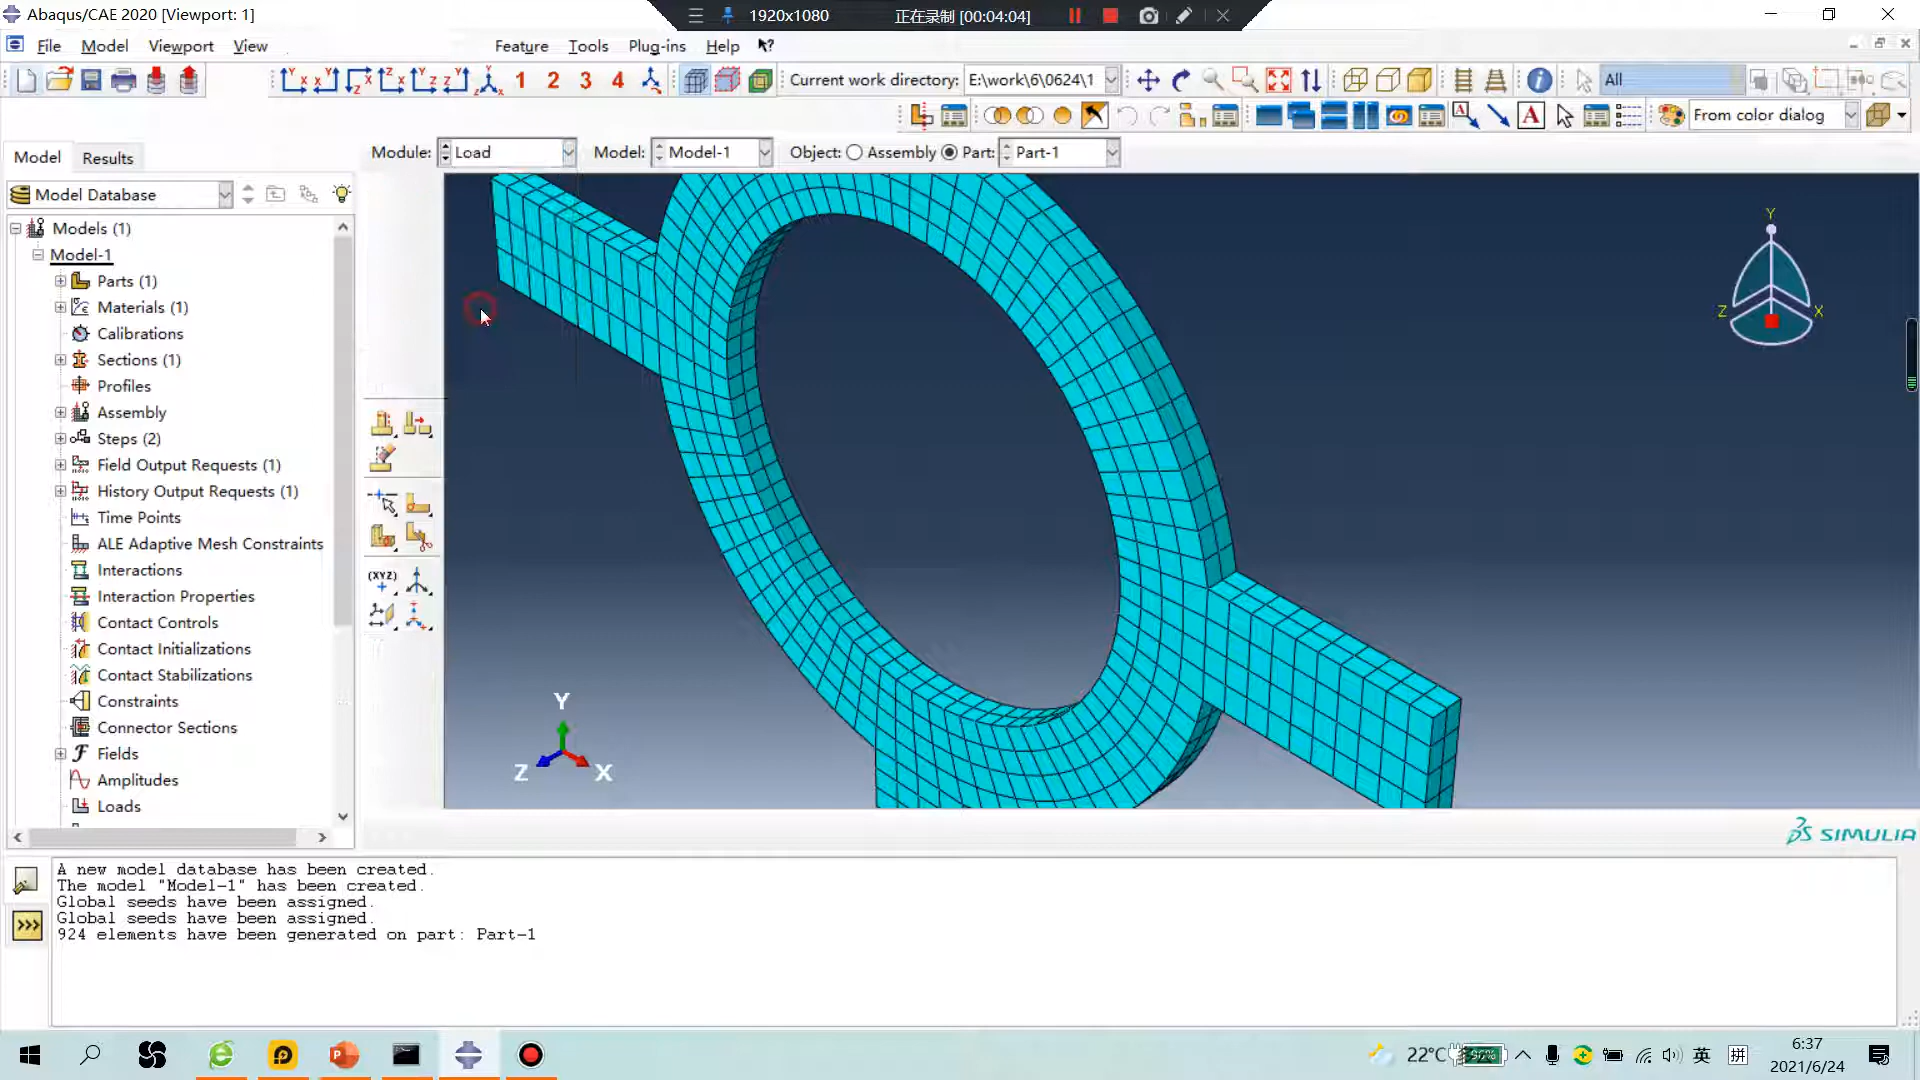 Abaqus/CAE 2020 [Viewport: 1]
1920x1080
正在录制 [00:04:04]
File Model Viewport View Feature Tools Plug-ins Help
1 2 3 4
Current work directory: E:\work\6\0624\1
All
A
From color dialog
Model Results
Module: Load Model: Model-1 Object: Assembly Part: Part-1
Model Database
Models (1)
Model-1
Parts (1)
Materials (1)
Calibrations
Sections (1)
Profiles
Assembly
Steps (2)
Field Output Requests (1)
History Output Requests (1)
Time Points
ALE Adaptive Mesh Constraints
Interactions
Interaction Properties
Contact Controls
Contact Initializations
Contact Stabilizations
Constraints
Connector Sections
Fields
Amplitudes
Loads
(XYZ)
Y
Z X
Y
Z X
SIMULIA
A new model database has been created.
The model "Model-1" has been created.
Global seeds have been assigned.
Global seeds have been assigned.
924 elements have been generated on part: Part-1
22°C
英
拼
6:37
2021/6/24